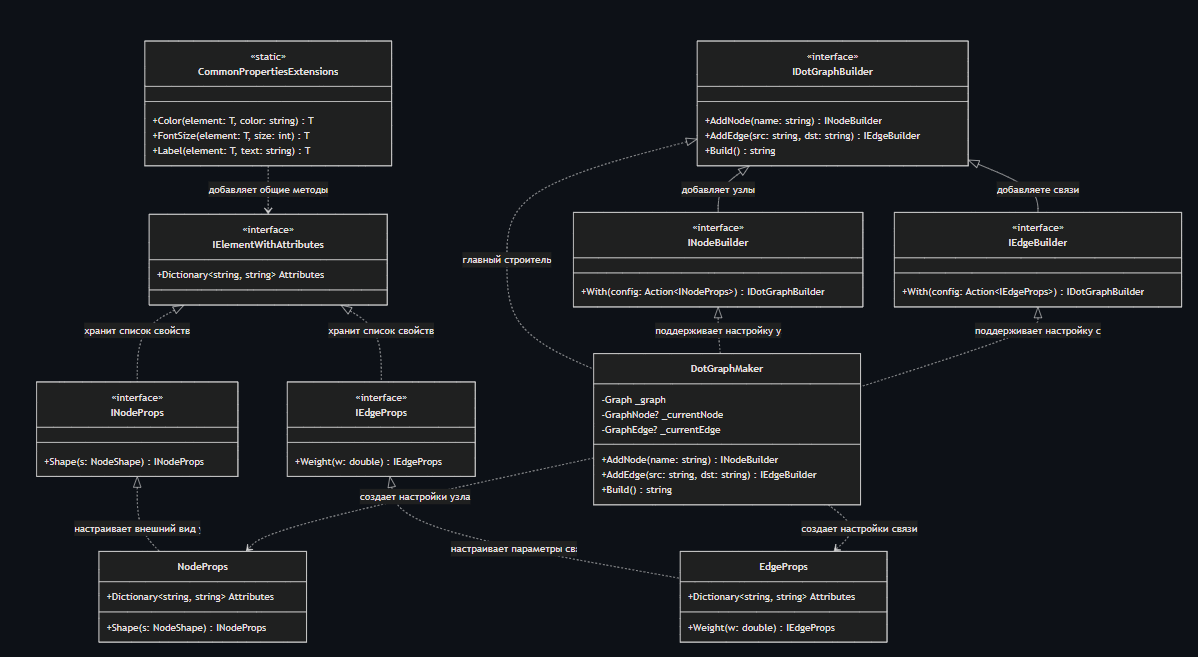 «static»
CommonPropertiesExtensions
+Color(element: T, color: string) : T
+FontSize(element: T, size: int) : T
+Label(element: T, text: string) : T
«interface»
IDotGraphBuilder
+AddNode(name: string) : INodeBuilder
+AddEdge(src: string, dst: string) : IEdgeBuilder
+Build() : string
добавляет общие методы
добавляет узлы
добавляете связи
«interface»
IElementWithAttributes
+Dictionary<string, string> Attributes
«interface»
INodeBuilder
+With(config: Action<INodeProps>) : IDotGraphBuilder
«interface»
IEdgeBuilder
+With(config: Action<IEdgeProps>) : IDotGraphBuilder
главный строитель
хранит список свойств
хранит список свойств
поддерживает настройку у
поддерживает настройку с
«interface»
INodeProps
+Shape(s: NodeShape) : INodeProps
«interface»
IEdgeProps
+Weight(w: double) : IEdgeProps
DotGraphMaker
-Graph _graph
-GraphNode? _currentNode
-GraphEdge? _currentEdge
+AddNode(name: string) : INodeBuilder
+AddEdge(src: string, dst: string) : IEdgeBuilder
+Build() : string
создает настройки узла
настраивает внешний вид
настраивает параметры св
создает настройки связи
NodeProps
+Dictionary<string, string> Attributes
+Shape(s: NodeShape) : INodeProps
EdgeProps
+Dictionary<string, string> Attributes
+Weight(w: double) : IEdgeProps